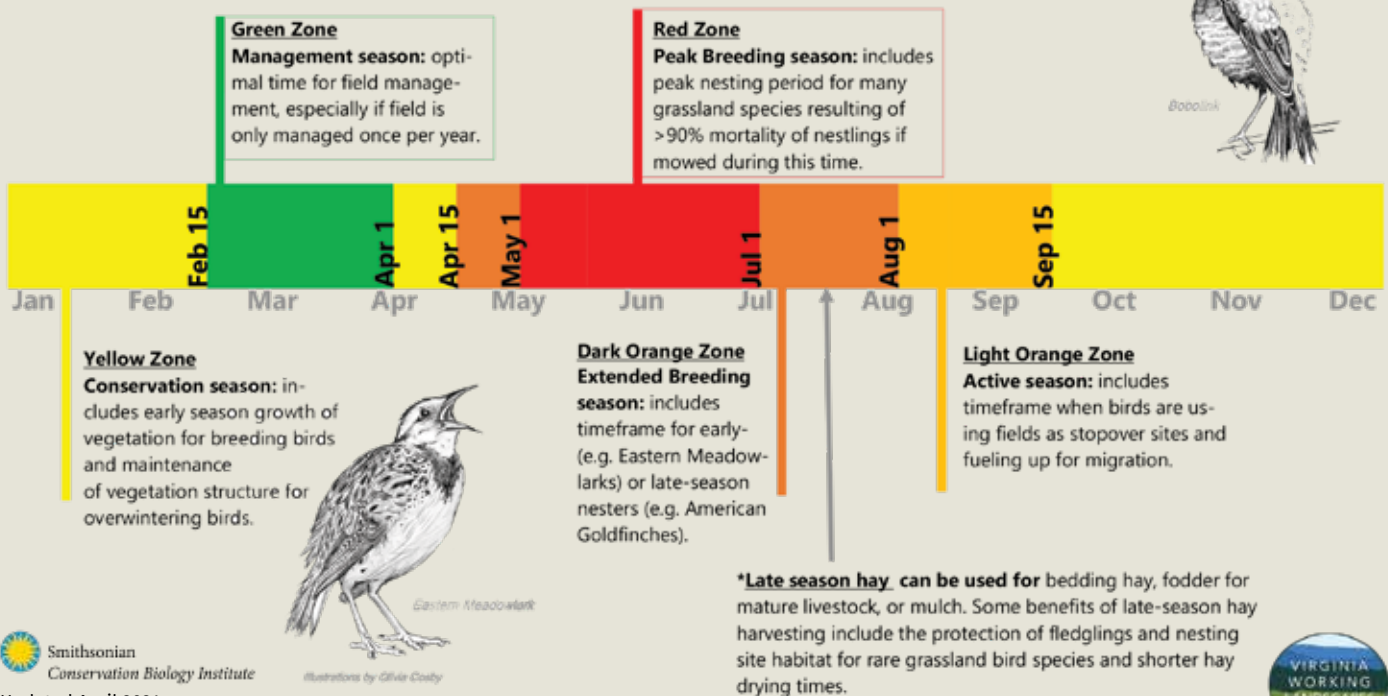 Green Zone
Management season: opti-
mal time for field manage-
ment, especially if field is
only managed once per year.
Red Zone
Peak Breeding season: includes
peak nesting period for many
grassland species resulting of
>90% mortality of nestlings if
mowed during this time.
Bobolink
Feb 15
Apr 1
Apr 15
May 1
Jul 1
Aug 1
Sep 15
Jan
Feb
Mar
Apr
May
Jun
Jul
Aug
Sep
Oct
Nov
Dec
Yellow Zone
Conservation season: in-
cludes early season growth of
vegetation for breeding birds
and maintenance
of vegetation structure for
overwintering birds.
Eastern Meadowlark
Illustrations by Olivia Cosby
Dark Orange Zone
Extended Breeding
season: includes
timeframe for early-
(e.g. Eastern Meadow-
larks) or late-season
nesters (e.g. American
Goldfinches).
Light Orange Zone
Active season: includes
timeframe when birds are us-
ing fields as stopover sites and
fueling up for migration.
*Late season hay can be used for bedding hay, fodder for
mature livestock, or mulch. Some benefits of late-season hay
harvesting include the protection of fledglings and nesting
site habitat for rare grassland bird species and shorter hay
drying times.
Smithsonian
Conservation Biology Institute
VIRGINIA
WORKING